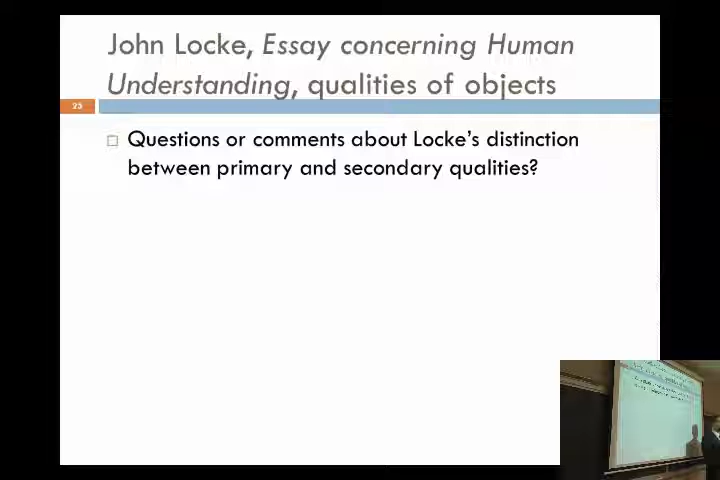 John Locke, Essay concerning Human
Understanding, qualities of objects
23
Questions or comments about Locke's distinction
between primary and secondary qualities?